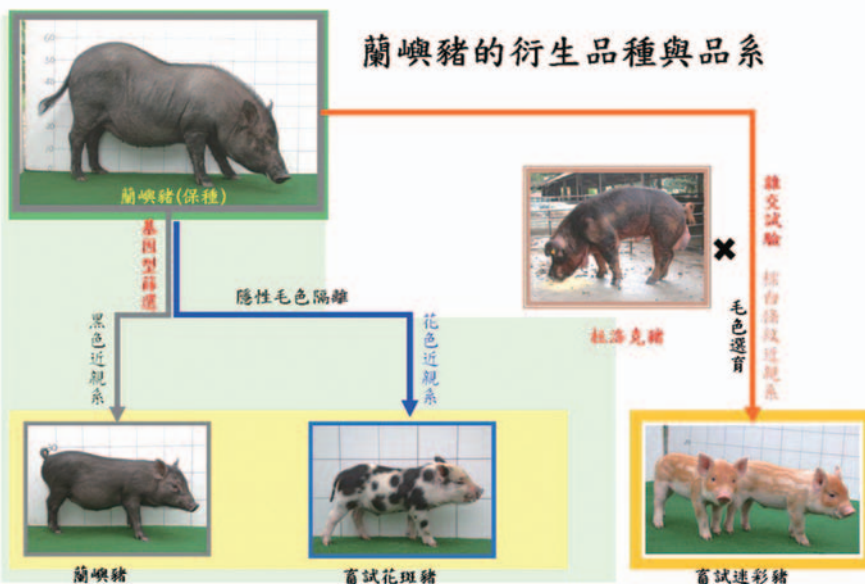 蘭嶼豬的衍生品種與品系
蘭嶼豬(保種)
基因型篩選
黑色近親系
隱性毛色隔離
花色近親系
杜洛克豬
雜交試驗
棕白條紋近親系
毛色選育
蘭嶼豬
畜試花斑豬
畜試迷彩豬